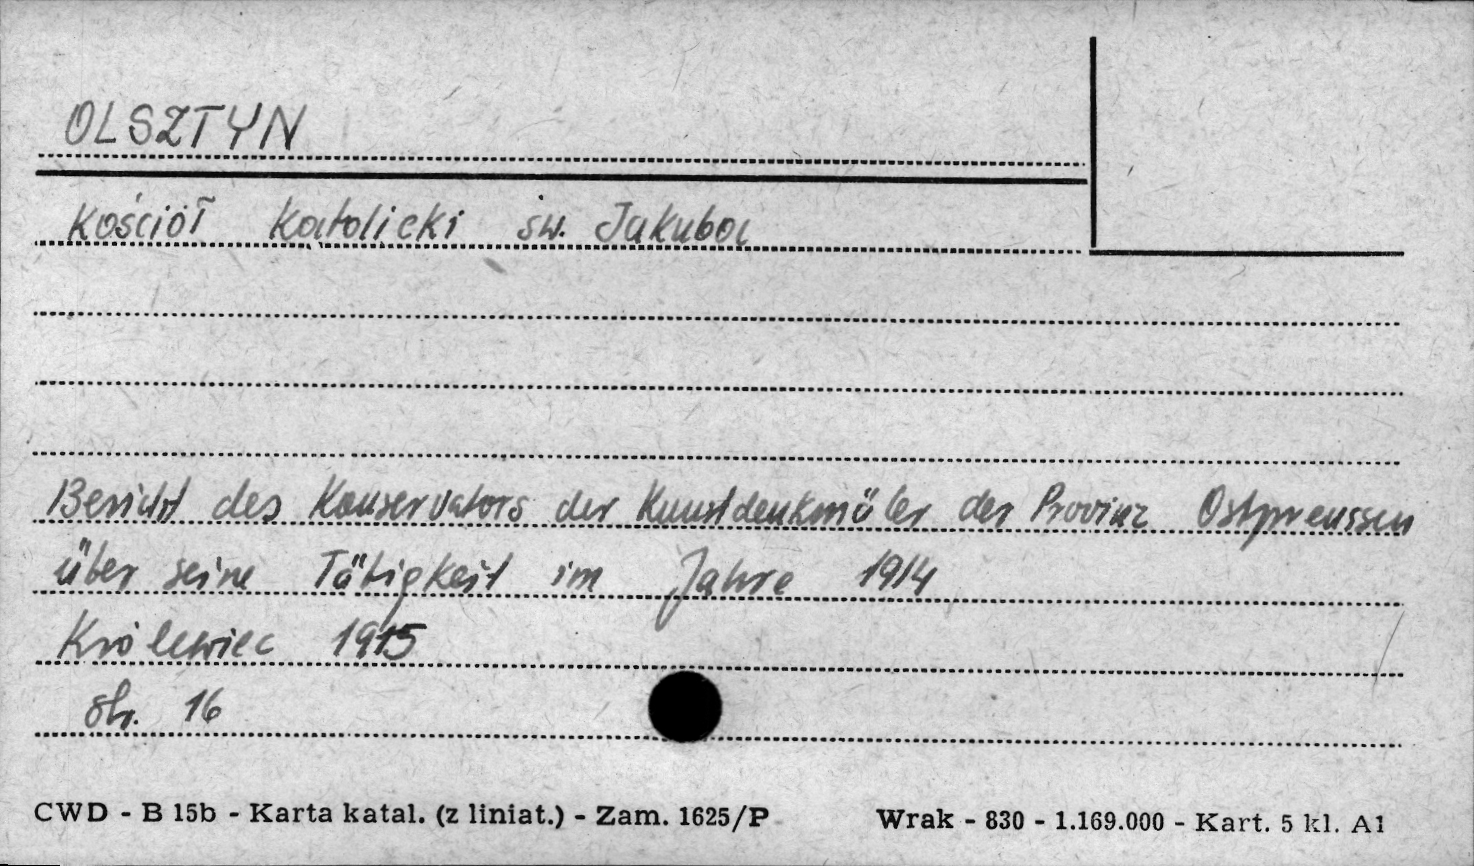 OLSZTYN
Kościół Katolicki św. Jakuba
Bericht des Konservators der Kunstdenkmäler der Provinz Ostpreussen
über seine Tätigkeit im Jahre 1914
Królewiec 1915
str. 16
CWD - B 15b - Karta katal. (z liniat.) - Zam. 1625/P Wrak - 830 - 1.169.000 - Kart. 5 kl. A1